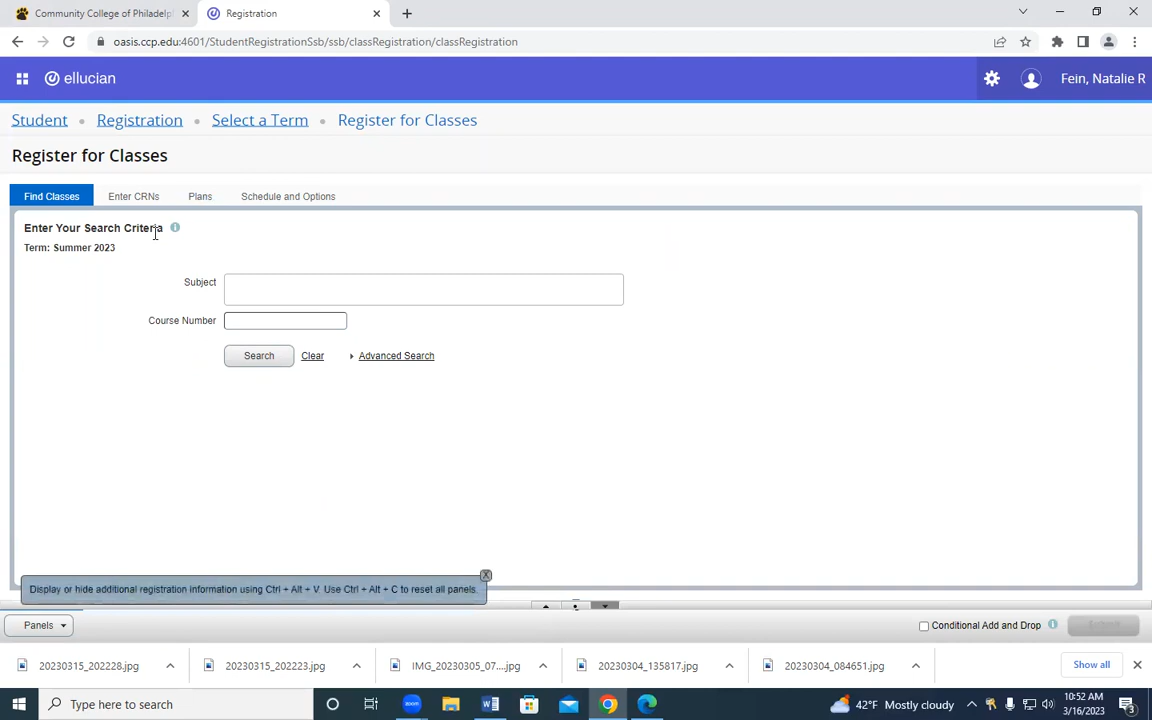 Community College of Philadelp
Registration
oasis.ccp.edu:4601/StudentRegistrationSsb/ssb/classRegistration/classRegistration
ellucian
Fein, Natalie R
Student • Registration • Select a Term • Register for Classes
Register for Classes
Find Classes
Enter CRNs
Plans
Schedule and Options
Enter Your Search Criteria
Term: Summer 2023
Subject
Course Number
Search
Clear
Advanced Search
Display or hide additional registration information using Ctrl + Alt + V. Use Ctrl + Alt + C to reset all panels.
X
Panels
Conditional Add and Drop
Submit
20230315_202228.jpg
20230315_202223.jpg
IMG_20230305_07....jpg
20230304_135817.jpg
20230304_084651.jpg
Show all
Type here to search
zoom
42°F Mostly cloudy
10:52 AM
3/16/2023
3